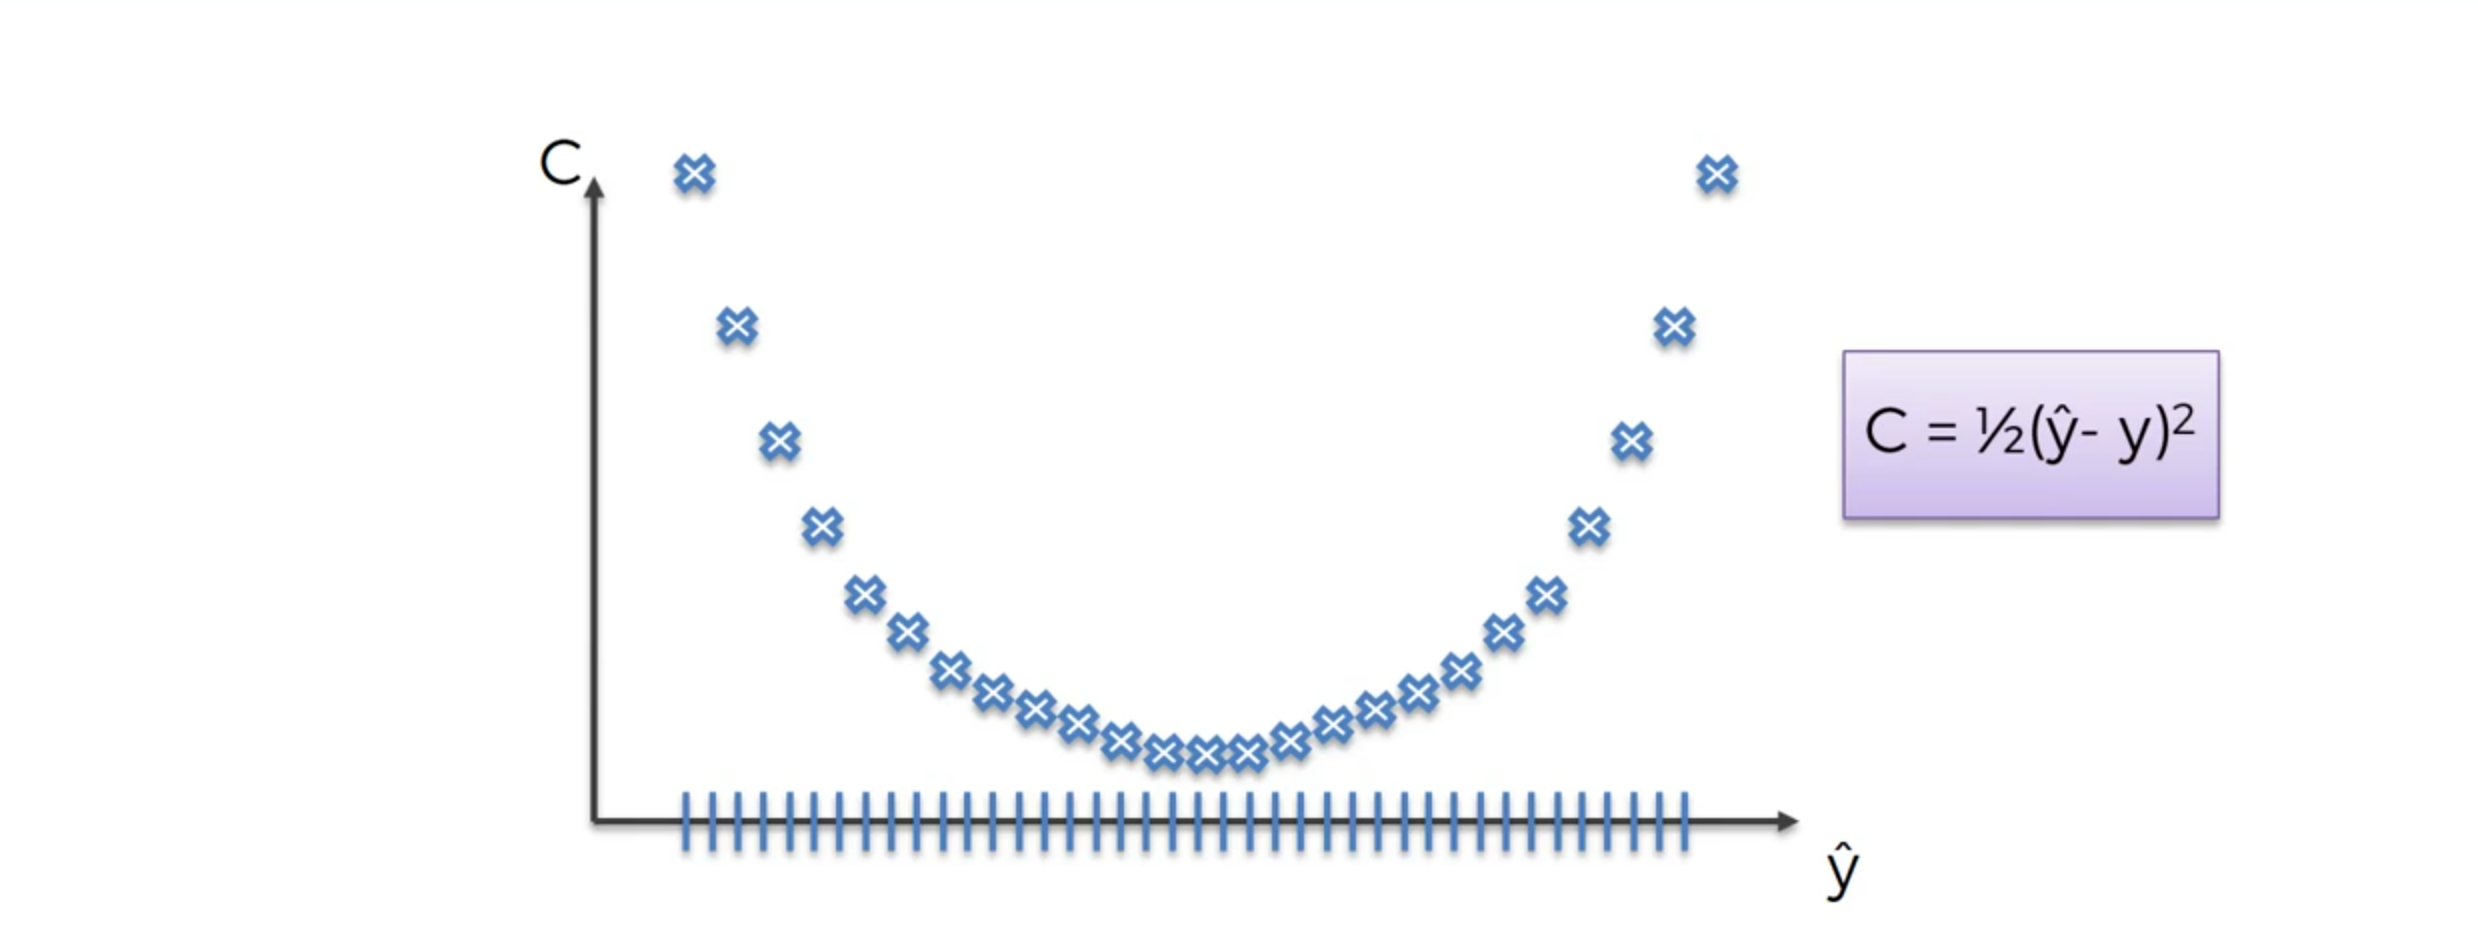 C
C = ½(ŷ- y)²
ŷ